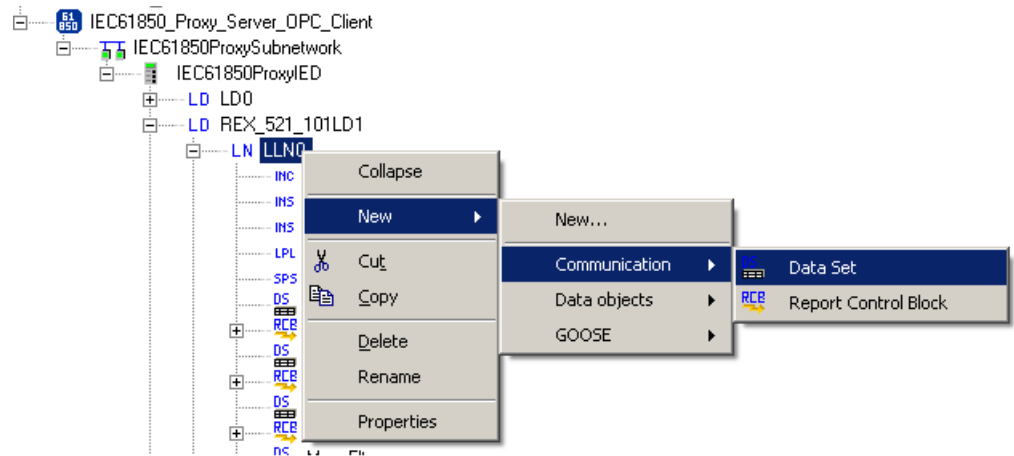 61
850 IEC61850_Proxy_Server_OPC_Client
IEC61850ProxySubnetwork
IEC61850ProxyIED
LD LD0
LD REX_521_101LD1
LN LLN0
INC
Collapse
INS
New
New...
INS
LPL
Cut
Communication
Data Set
SPS
DS
Copy
Data objects
RCB
Report Control Block
RCB
Delete
GOOSE
DS
RCB
Rename
DS
RCB
Properties
DS